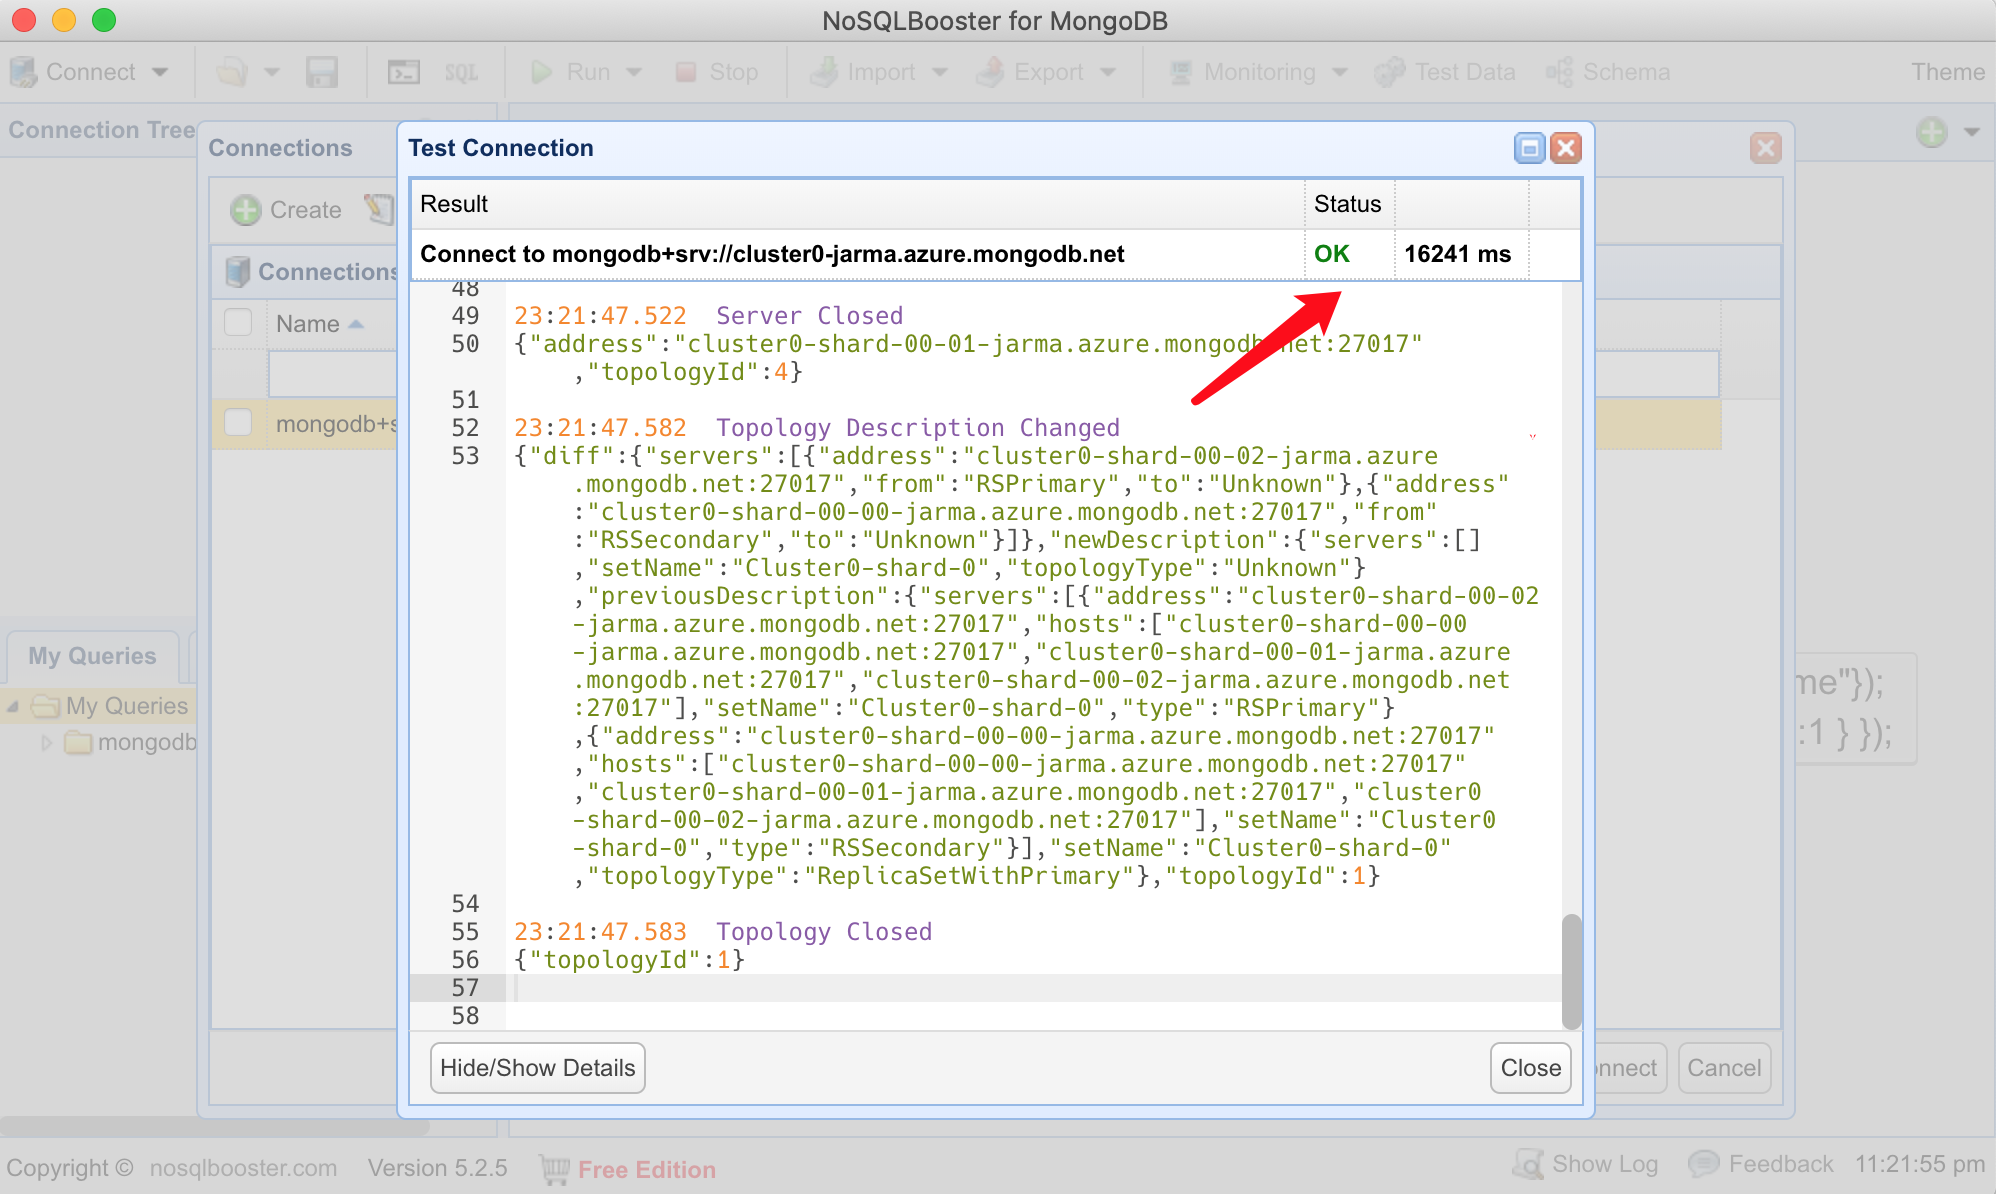 NoSQLBooster for MongoDB
Connect
SQL
Run
Stop
Import
Export
Monitoring
Test Data
Schema
Theme
Connection Tree
Connections
Test Connection
Create
Connections
Name
mongodb+s
Result
Status
Connect to mongodb+srv://cluster0-jarma.azure.mongodb.net
OK
16241 ms
48
49 23:21:47.522 Server Closed
50 {"address":"cluster0-shard-00-01-jarma.azure.mongodb.net:27017"
,"topologyId":4}
51
52 23:21:47.582 Topology Description Changed
53 {"diff":{"servers":[{"address":"cluster0-shard-00-02-jarma.azure
.mongodb.net:27017","from":"RSPrimary","to":"Unknown"},{"address"
:"cluster0-shard-00-00-jarma.azure.mongodb.net:27017","from"
:"RSSecondary","to":"Unknown"}]},"newDescription":{"servers":[]
,"setName":"Cluster0-shard-0","topologyType":"Unknown"}
,"previousDescription":{"servers":[{"address":"cluster0-shard-00-02
-jarma.azure.mongodb.net:27017","hosts":["cluster0-shard-00-00
-jarma.azure.mongodb.net:27017","cluster0-shard-00-01-jarma.azure
.mongodb.net:27017","cluster0-shard-00-02-jarma.azure.mongodb.net
:27017"],"setName":"Cluster0-shard-0","type":"RSPrimary"}
,{"address":"cluster0-shard-00-00-jarma.azure.mongodb.net:27017"
,"hosts":["cluster0-shard-00-00-jarma.azure.mongodb.net:27017"
,"cluster0-shard-00-01-jarma.azure.mongodb.net:27017","cluster0
-shard-00-02-jarma.azure.mongodb.net:27017"],"setName":"Cluster0
-shard-0","type":"RSSecondary"}],"setName":"Cluster0-shard-0"
,"topologyType":"ReplicaSetWithPrimary"},"topologyId":1}
54
55 23:21:47.583 Topology Closed
56 {"topologyId":1}
57
58
My Queries
My Queries
mongodb
me"});
:1 } });
Hide/Show Details
Close
nnect
Cancel
Copyright © nosqlbooster.com
Version 5.2.5
Free Edition
Show Log
Feedback
11:21:55 pm